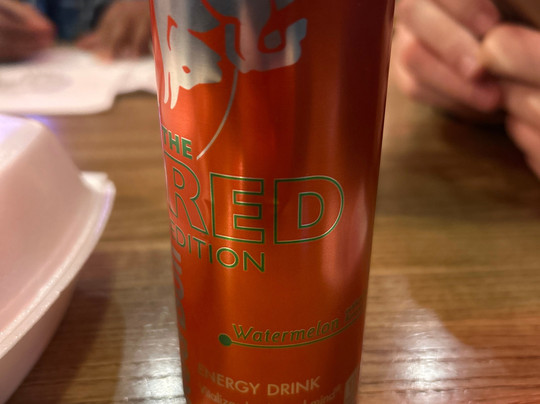 THE
RED
EDITION
Watermelon
ENERGY DRINK